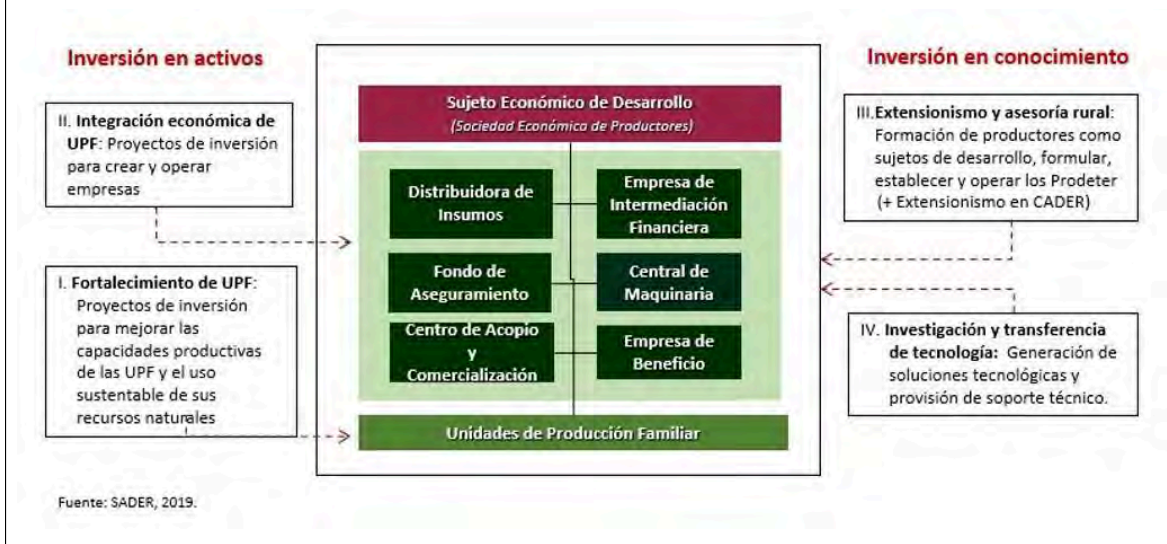 Inversión en activos
II. Integración económica de
UPF: Proyectos de inversión
para crear y operar
empresas
I. Fortalecimiento de UPF:
Proyectos de inversión
para mejorar las
capacidades productivas
de las UPF y el uso
sustentable de sus
recursos naturales
Sujeto Económico de Desarrollo
(Sociedad Económica de Productores)
Distribuidora de
Insumos
Empresa de
Intermediación
Financiera
Fondo de
Aseguramiento
Central de
Maquinaria
Centro de Acopio
y
Comercialización
Empresa de
Beneficio
Unidades de Producción Familiar
Inversión en conocimiento
III.Extensionismo y asesoría rural:
Formación de productores como
sujetos de desarrollo, formular,
establecer y operar los Prodeter
(+ Extensionismo en CADER)
IV. Investigación y transferencia
de tecnología: Generación de
soluciones tecnológicas y
provisión de soporte técnico.
Fuente: SADER, 2019.